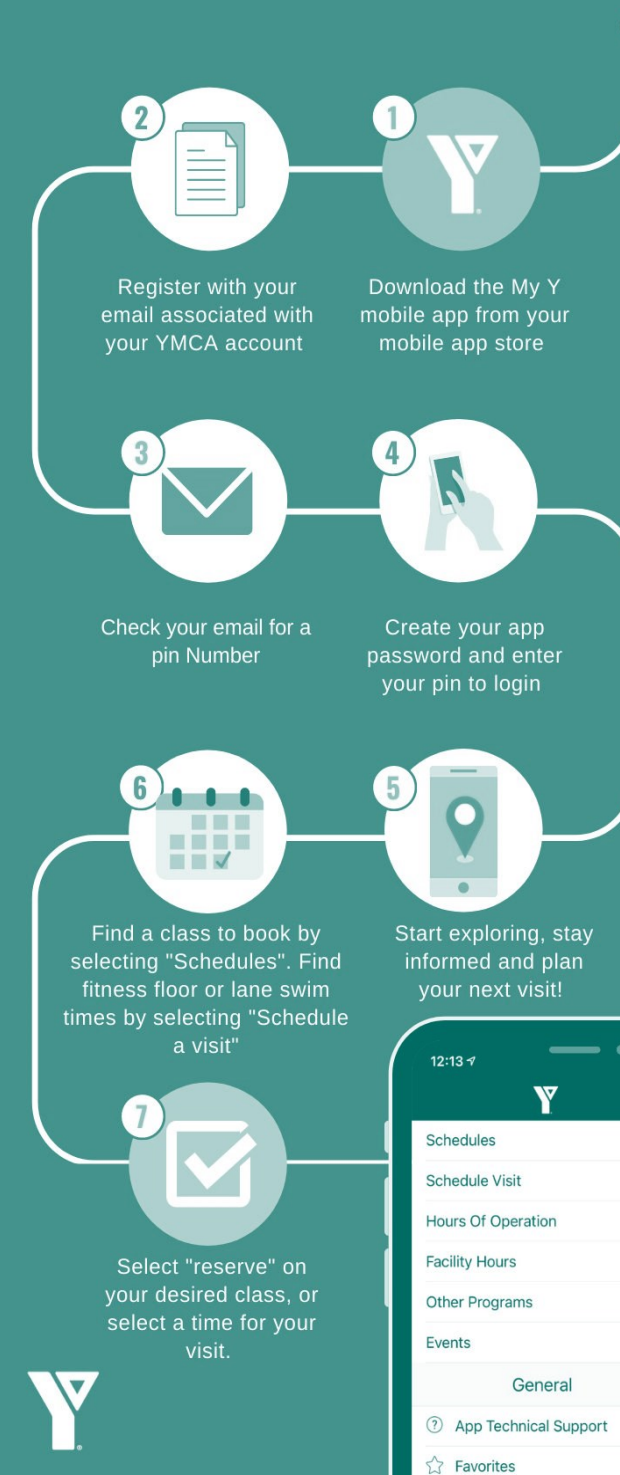 1
Download the My Y
mobile app from your
mobile app store
2
Register with your
email associated with
your YMCA account
3
Check your email for a
pin Number
4
Create your app
password and enter
your pin to login
5
Start exploring, stay
informed and plan
your next visit!
6
Find a class to book by
selecting "Schedules". Find
fitness floor or lane swim
times by selecting "Schedule
a visit"
7
Select "reserve" on
your desired class, or
select a time for your
visit.
12:13
Y
Schedules
Schedule Visit
Hours Of Operation
Facility Hours
Other Programs
Events
General
App Technical Support
Favorites
Y